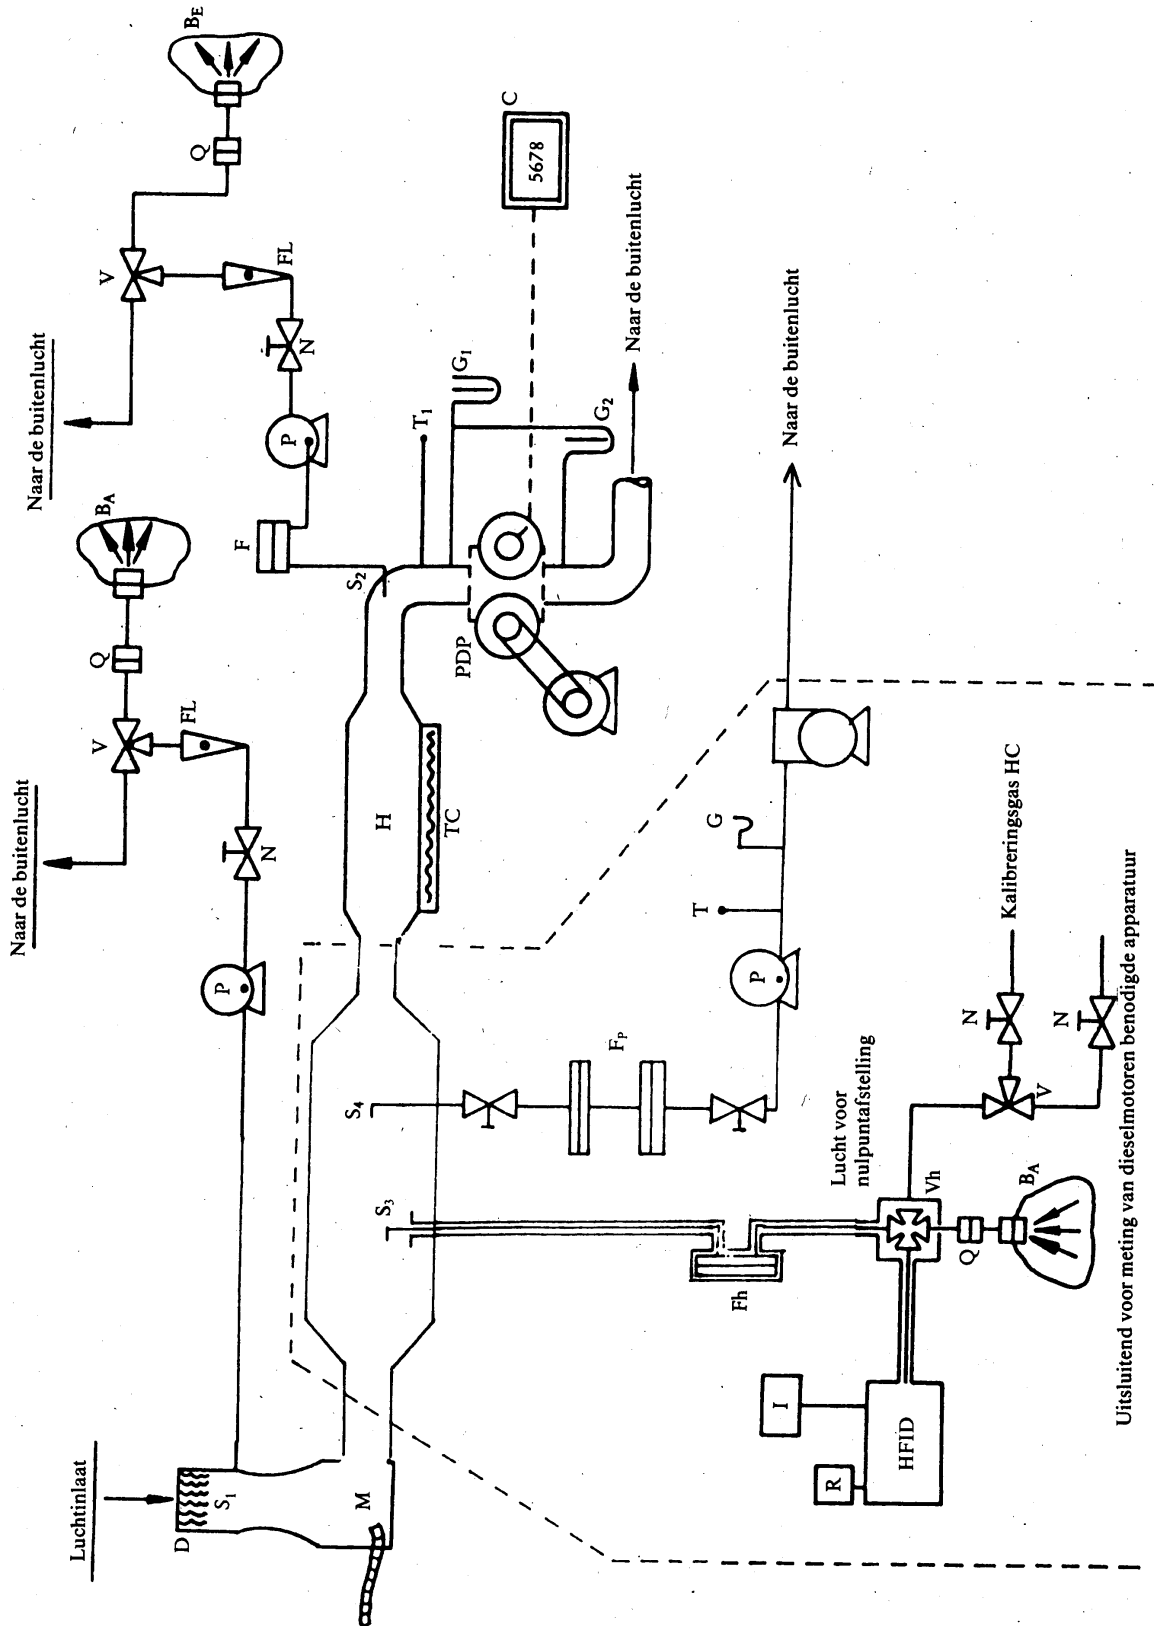 Luchtinlaat
D
S1
M
Naar de buitenlucht
BA
Q
V
FL
N
P
Naar de buitenlucht
BE
Q
V
FL
N
P
F
S2
T1
G1
G2
C
5678
PDP
Naar de buitenlucht
H
TC
S4
FP
P
T
G
Naar de buitenlucht
S3
Fh
Lucht voor
nulpuntafstelling
Vh
V
N
Kalibreringsgas HC
N
Q
BA
HFID
I
R
Uitsluitend voor meting van dieselmotoren benodigde apparatuur